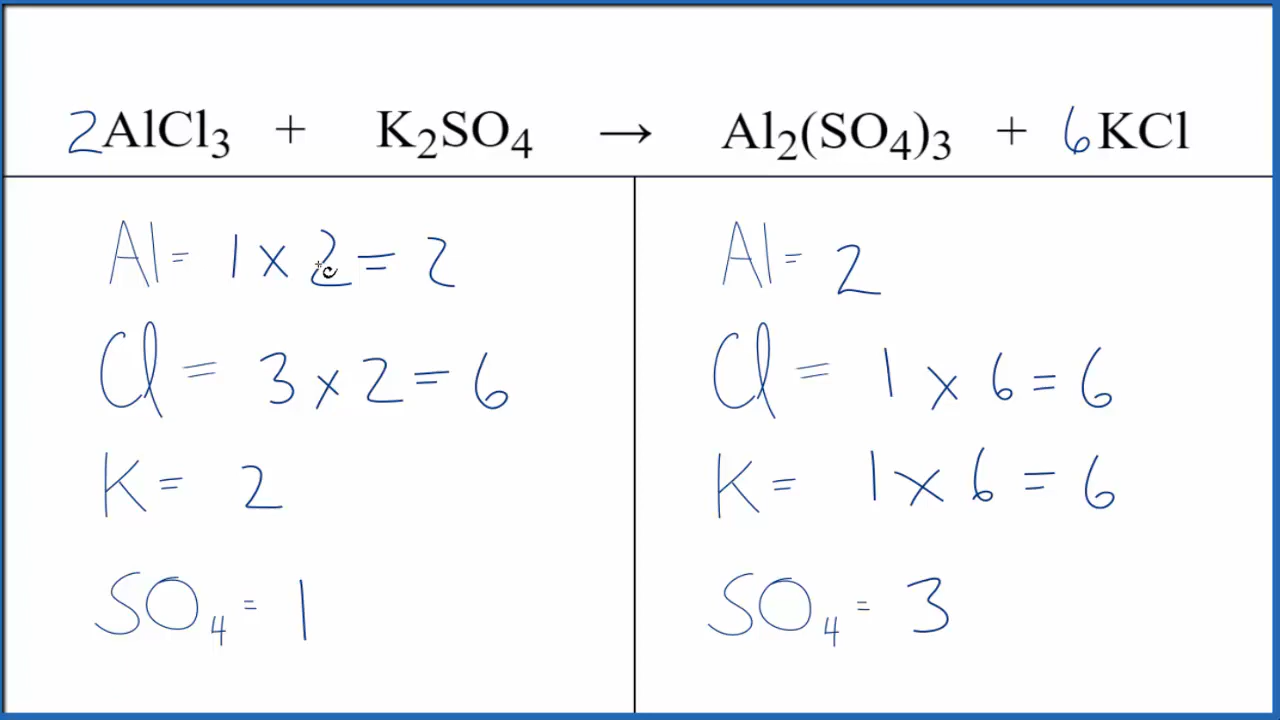 2AlCl3 + K2SO4 → Al2(SO4)3 + 6KCl
Al = 1 x 2 = 2
Cl = 3 x 2 = 6
K = 2
SO4 = 1
Al = 2
Cl = 1 x 6 = 6
K = 1 x 6 = 6
SO4 = 3